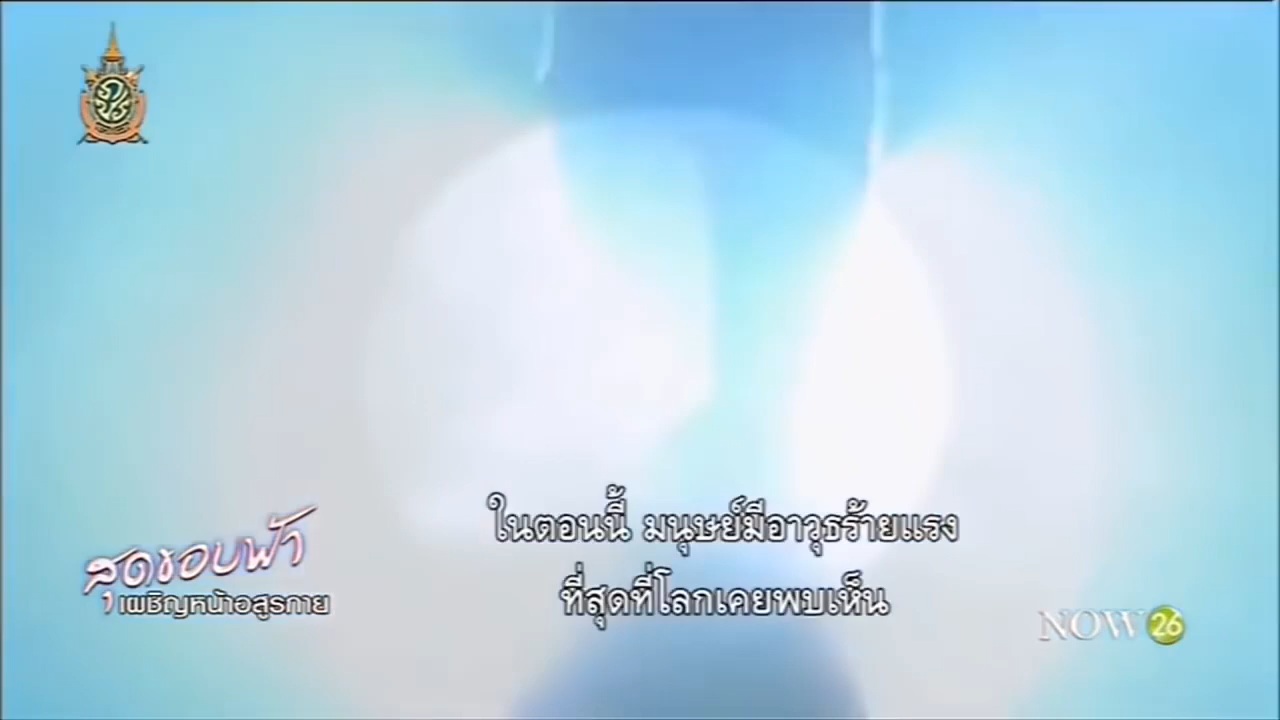 สุดขอบฟ้า
เผชิญหน้าอสูรกาย
ในตอนนี้ มนุษย์มีอาวุธร้ายแรง
ที่สุดที่โลกเคยพบเห็น
NOW 26